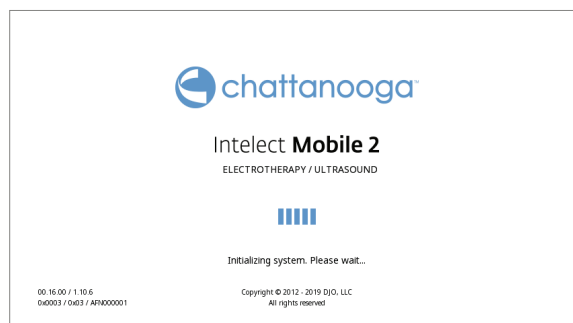 chattanooga™
Intelect Mobile 2
ELECTROTHERAPY / ULTRASOUND
Initializing system. Please wait...
00.16.00 / 1.10.6
0x0003 / 0x03 / AFN000001
Copyright © 2012 - 2019 DJO, LLC
All rights reserved